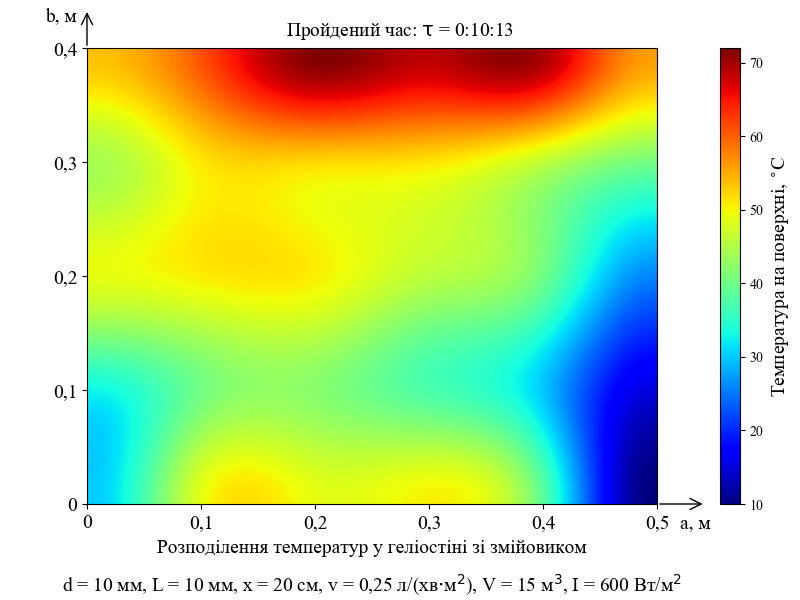 b, м
Пройдений час: τ = 0:10:13
0,4
0,3
0,2
0,1
0
0 0,1 0,2 0,3 0,4 0,5 a, м
70
60
50
40
30
20
10
Температура на поверхні, °C
Розподілення температур у геліостіні зі змійовиком
d = 10 мм, L = 10 мм, x = 20 см, v = 0,25 л/(хв·м²), V = 15 м³, I = 600 Вт/м²